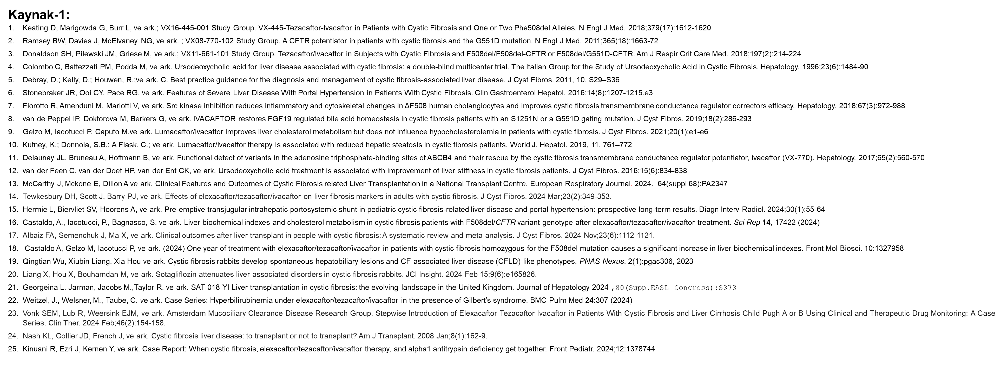 Kaynak-1:
1. Keating D, Marigowda G, Burr L, ve ark.; VX16-445-001 Study Group. VX-445-Tezacaftor-Ivacaftor in Patients with Cystic Fibrosis and One or Two Phe508del Alleles. N Engl J Med. 2018;379(17):1612-1620
2. Ramsey BW, Davies J, McElvaney NG, ve ark. ; VX08-770-102 Study Group. A CFTR potentiator in patients with cystic fibrosis and the G551D mutation. N Engl J Med. 2011;365(18):1663-72
3. Donaldson SH, Pilewski JM, Griese M, ve ark.; VX11-661-101 Study Group. Tezacaftor/Ivacaftor in Subjects with Cystic Fibrosis and F508del/F508del-CFTR or F508del/G551D-CFTR. Am J Respir Crit Care Med. 2018;197(2):214-224
4. Colombo C, Battezzati PM, Podda M, ve ark. Ursodeoxycholic acid for liver disease associated with cystic fibrosis: a double-blind multicenter trial. The Italian Group for the Study of Ursodeoxycholic Acid in Cystic Fibrosis. Hepatology. 1996;23(6):1484-90
5. Debray, D.; Kelly, D.; Houwen, R.;ve ark. C. Best practice guidance for the diagnosis and management of cystic fibrosis-associated liver disease. J Cyst Fibros. 2011, 10, S29–S36
6. Stonebraker JR, Ooi CY, Pace RG, ve ark. Features of Severe Liver Disease With Portal Hypertension in Patients With Cystic Fibrosis. Clin Gastroenterol Hepatol. 2016;14(8):1207-1215.e3
7. Fiorotto R, Amenduni M, Mariotti V, ve ark. Src kinase inhibition reduces inflammatory and cytoskeletal changes in ΔF508 human cholangiocytes and improves cystic fibrosis transmembrane conductance regulator correctors efficacy. Hepatology. 2018;67(3):972-988
8. van de Peppel IP, Doktorova M, Berkers G, ve ark. IVACAFTOR restores FGF19 regulated bile acid homeostasis in cystic fibrosis patients with an S1251N or a G551D gating mutation. J Cyst Fibros. 2019;18(2):286-293
9. Gelzo M, Iacotucci P, Caputo M,ve ark. Lumacaftor/ivacaftor improves liver cholesterol metabolism but does not influence hypocholesterolemia in patients with cystic fibrosis. J Cyst Fibros. 2021;20(1):e1-e6
10. Kutney, K.; Donnola, S.B.; A Flask, C.; ve ark. Lumacaftor/ivacaftor therapy is associated with reduced hepatic steatosis in cystic fibrosis patients. World J. Hepatol. 2019, 11, 761–772
11. Delaunay JL, Bruneau A, Hoffmann B, ve ark. Functional defect of variants in the adenosine triphosphate-binding sites of ABCB4 and their rescue by the cystic fibrosis transmembrane conductance regulator potentiator, ivacaftor (VX-770). Hepatology. 2017;65(2):560-570
12. van der Feen C, van der Doef HP, van der Ent CK, ve ark. Ursodeoxycholic acid treatment is associated with improvement of liver stiffness in cystic fibrosis patients. J Cyst Fibros. 2016;15(6):834-838
13. McCarthy J, Mckone E, Dillon A ve ark. Clinical Features and Outcomes of Cystic Fibrosis related Liver Transplantation in a National Transplant Centre. European Respiratory Journal, 2024. 64(suppl 68):PA2347
14. Tewkesbury DH, Scott J, Barry PJ, ve ark. Effects of elexacaftor/tezacaftor/ivacaftor on liver fibrosis markers in adults with cystic fibrosis. J Cyst Fibros. 2024 Mar;23(2):349-353.
15. Hermie L, Biervliet SV, Hoorens A, ve ark. Pre-emptive transjugular intrahepatic portosystemic shunt in pediatric cystic fibrosis-related liver disease and portal hypertension: prospective long-term results. Diagn Interv Radiol. 2024;30(1):55-64
16. Castaldo, A., Iacotucci, P., Bagnasco, S. ve ark. Liver biochemical indexes and cholesterol metabolism in cystic fibrosis patients with F508del/CFTR variant genotype after elexacaftor/tezacaftor/ivacaftor treatment. Sci Rep 14, 17422 (2024)
17. Albaiz FA, Semenchuk J, Ma X, ve ark. Clinical outcomes after liver transplant in people with cystic fibrosis: A systematic review and meta-analysis. J Cyst Fibros. 2024 Nov;23(6):1112-1121.
18. Castaldo A, Gelzo M, Iacotucci P, ve ark. (2024) One year of treatment with elexacaftor/tezacaftor/ivacaftor in patients with cystic fibrosis homozygous for the F508del mutation causes a significant increase in liver biochemical indexes. Front Mol Biosci. 10:1327958
19. Qingtian Wu, Xiubin Liang, Xia Hou ve ark. Cystic fibrosis rabbits develop spontaneous hepatobiliary lesions and CF-associated liver disease (CFLD)-like phenotypes, PNAS Nexus, 2(1):pgac306, 2023
20. Liang X, Hou X, Bouhamdan M, ve ark. Sotagliflozin attenuates liver-associated disorders in cystic fibrosis rabbits. JCI Insight. 2024 Feb 15;9(6):e165826.
21. Georgeina L. Jarman, Jacobs M.,Taylor R. ve ark. SAT-018-YI Liver transplantation in cystic fibrosis: the evolving landscape in the United Kingdom. Journal of Hepatology 2024 ,80(Supp.EASL Congress):S373
22. Weitzel, J., Welsner, M., Taube, C. ve ark. Case Series: Hyperbilirubinemia under elexacaftor/tezacaftor/ivacaftor in the presence of Gilbert’s syndrome. BMC Pulm Med 24:307 (2024)
23. Vonk SEM, Lub R, Weersink EJM, ve ark. Amsterdam Mucociliary Clearance Disease Research Group. Stepwise Introduction of Elexacaftor-Tezacaftor-Ivacaftor in Patients With Cystic Fibrosis and Liver Cirrhosis Child-Pugh A or B Using Clinical and Therapeutic Drug Monitoring: A Case
Series. Clin Ther. 2024 Feb;46(2):154-158.
24. Nash KL, Collier JD, French J, ve ark. Cystic fibrosis liver disease: to transplant or not to transplant? Am J Transplant. 2008 Jan;8(1):162-9.
25. Kinuani R, Ezri J, Kernen Y, ve ark. Case Report: When cystic fibrosis, elexacaftor/tezacaftor/ivacaftor therapy, and alpha1 antitrypsin deficiency get together. Front Pediatr. 2024;12:1378744